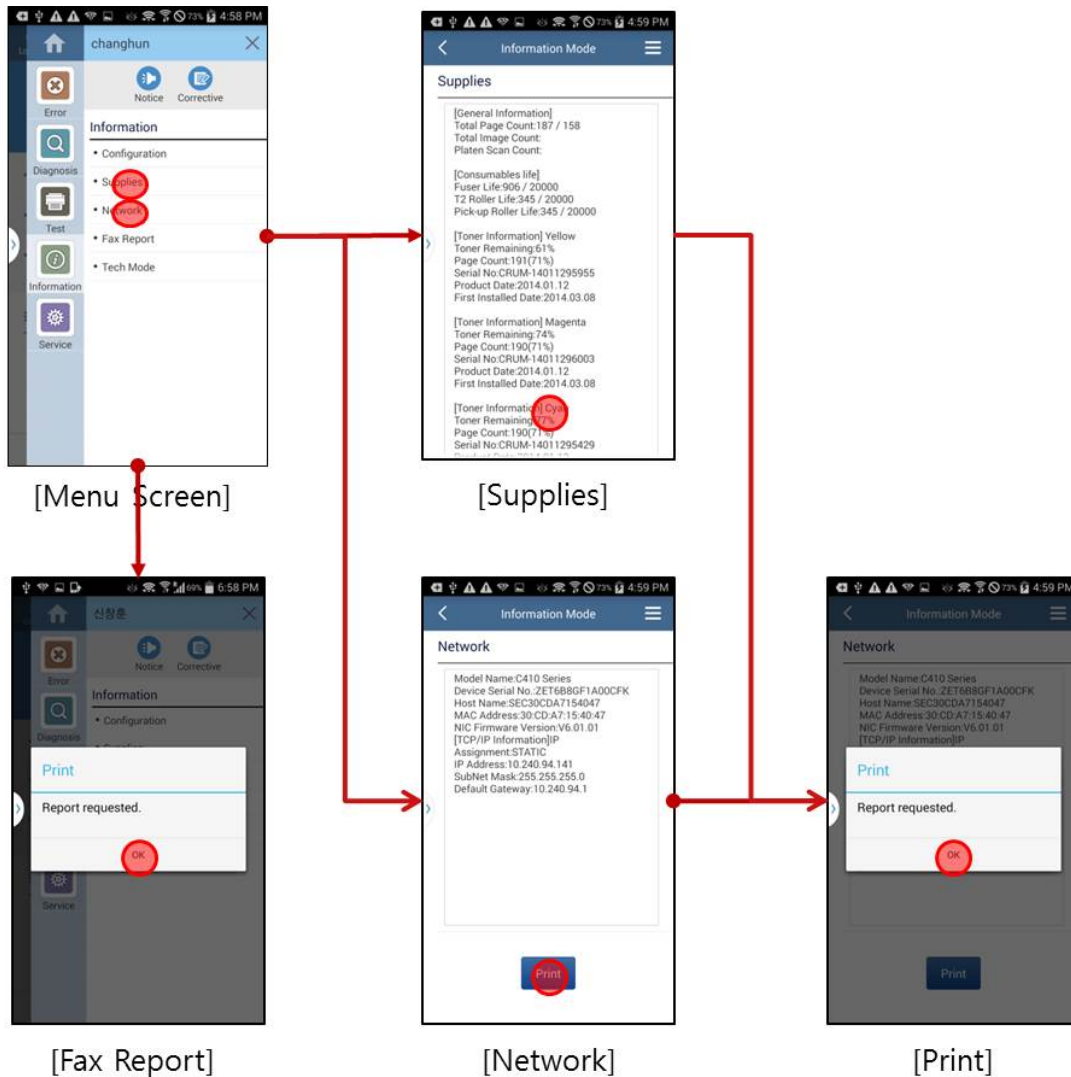 4:58 PM
73%
changhun
Notice
Corrective
Error
Diagnosis
Test
Information
Service
Information
• Configuration
• Supplies
• Network
• Fax Report
• Tech Mode
[Menu Screen]
73% 4:59 PM
Information Mode
Supplies
[General Information]
Total Page Count:187 / 158
Total Image Count:
Platen Scan Count:
[Consumables life]
Fuser Life:906 / 20000
T2 Roller Life:345 / 20000
Pick-up Roller Life:345 / 20000
[Toner Information] Yellow
Toner Remaining:61%
Page Count:191(71%)
Serial No:CRUM-14011295955
Product Date:2014.01.12
First Installed Date:2014.03.08
[Toner Information] Magenta
Toner Remaining:74%
Page Count:190(71%)
Serial No:CRUM-14011296003
Product Date:2014.01.12
First Installed Date:2014.03.08
[Toner Information] Cyan
Toner Remaining:77%
Page Count:190(71%)
Serial No:CRUM-14011295429
Product Date:2014.01.12
[Supplies]
69% 6:58 PM
신창훈
Notice
Corrective
Error
Diagnosis
Information
• Configuration
Print
Report requested.
OK
Service
[Fax Report]
73% 4:59 PM
Information Mode
Network
Model Name:C410 Series
Device Serial No.:ZET6B8GF1A00CFK
Host Name:SEC30CDA7154047
MAC Address:30:CD:A7:15:40:47
NIC Firmware Version:V6.01.01
[TCP/IP Information]IP
Assignment:STATIC
IP Address:10.240.94.141
SubNet Mask:255.255.255.0
Default Gateway:10.240.94.1
Print
[Network]
73% 4:59 PM
Information Mode
Network
Model Name:C410 Series
Device Serial No.:ZET6B8GF1A00CFK
Host Name:SEC30CDA7154047
MAC Address:30:CD:A7:15:40:47
NIC Firmware Version:V6.01.01
[TCP/IP Information]IP
Print
Report requested.
OK
Print
[Print]